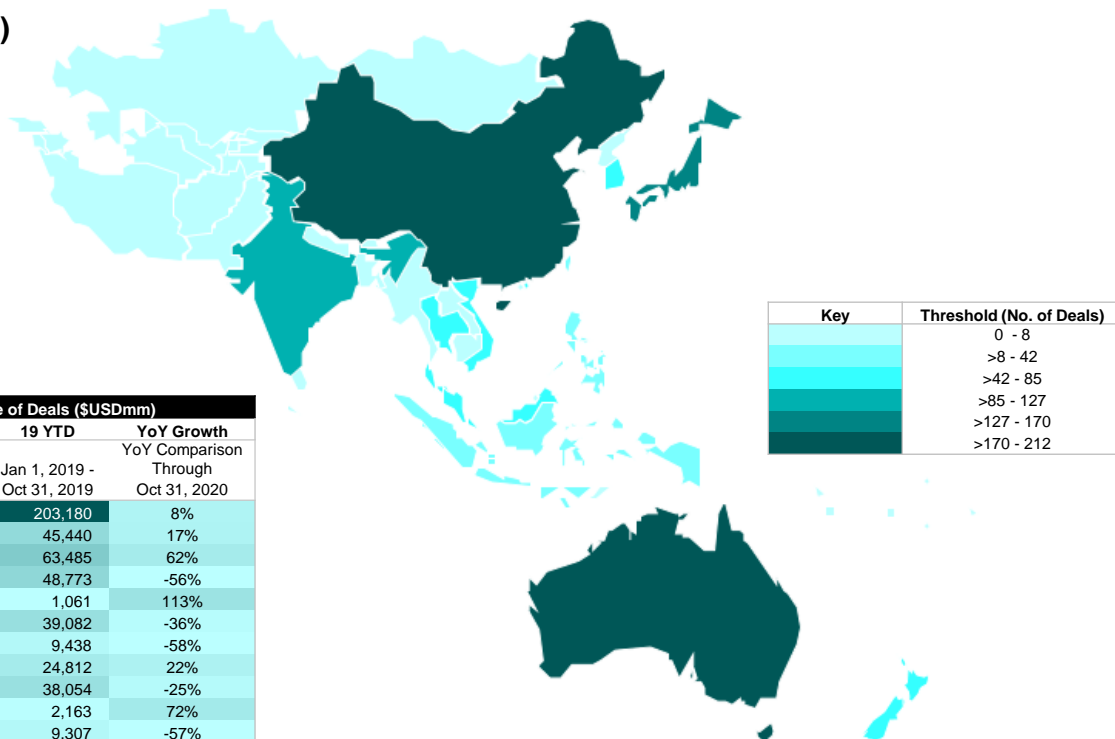 )
Key Threshold (No. of Deals)
0 - 8
>8 - 42
>42 - 85
>85 - 127
>127 - 170
>170 - 212
e of Deals ($USDmm)
19 YTD YoY Growth
Jan 1, 2019 - Oct 31, 2019 YoY Comparison Through Oct 31, 2020
203,180 8%
45,440 17%
63,485 62%
48,773 -56%
1,061 113%
39,082 -36%
9,438 -58%
24,812 22%
38,054 -25%
2,163 72%
9,307 -57%